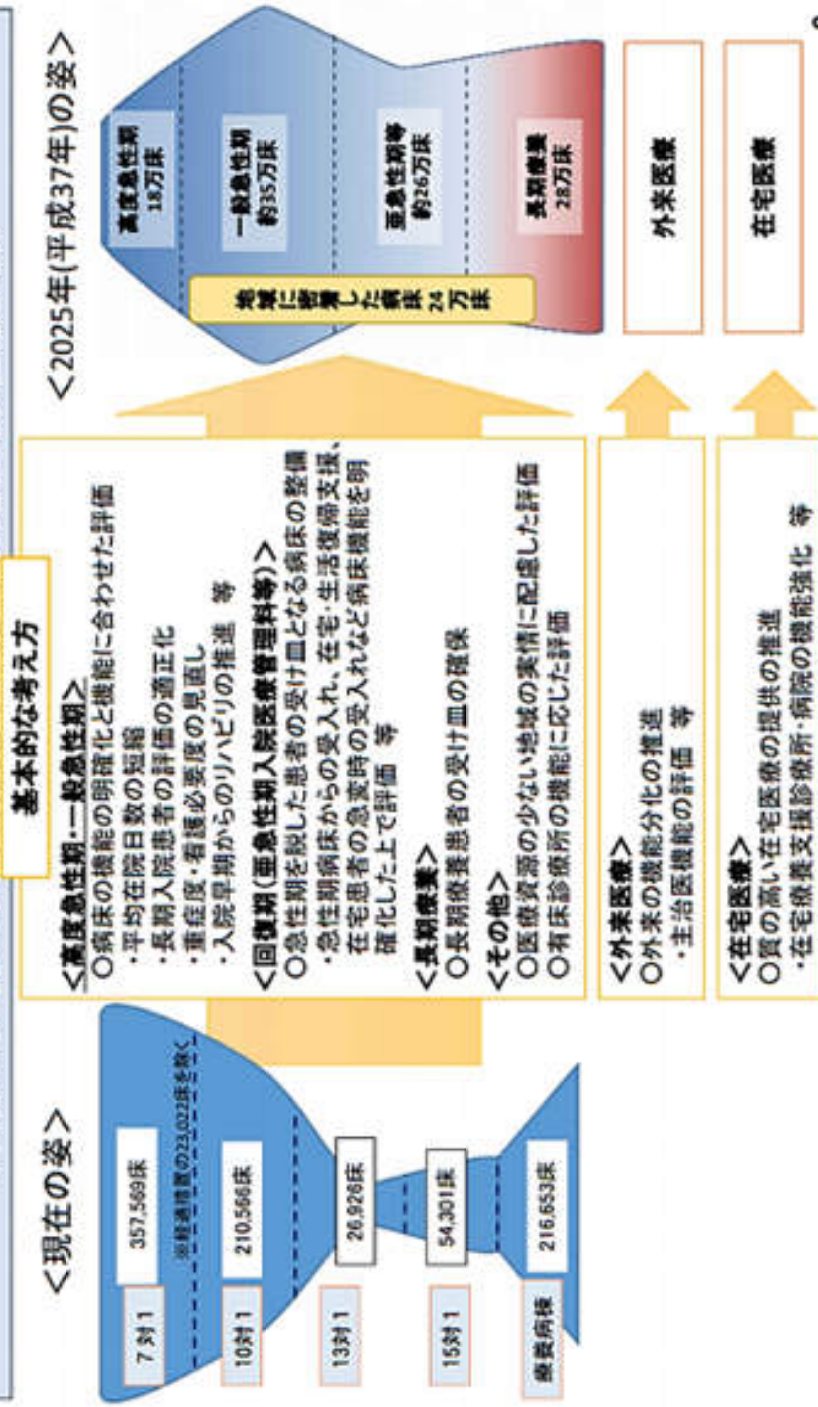 <現在の姿>
7対1
357,569床
※経過措置の23,022床を除く
10対1
210,566床
13対1
26,926床
15対1
54,301床
療養病棟
216,653床
基本的な考え方
<高度急性期・一般急性期>
○病床の機能の明確化と機能に合わせた評価
・平均在院日数の短縮
・長期入院患者の評価の適正化
・重症度・看護必要度の見直し
・入院早期からのリハビリの推進 等
<回復期(亜急性期入院医療管理料等)>
○急性期を脱した患者の受け皿となる病床の整備
・急性期病床からの受入れ、在宅・生活復帰支援、
在宅患者の急変時の受入れなど病床機能を明
確化した上で評価 等
<長期療養>
○長期療養患者の受け皿の確保
<その他>
○医療資源の少ない地域の実情に配慮した評価
○有床診療所の機能に応じた評価
<外来医療>
○外来の機能分化の推進
・主治医機能の評価 等
<在宅医療>
○質の高い在宅医療の提供の推進
・在宅療養支援診療所・病院の機能強化 等
<2025年(平成37年)の姿>
高度急性期
18万床
一般急性期
約35万床
亜急性期等
約26万床
長期療養
28万床
地域に密着した病床24万床
外来医療
在宅医療